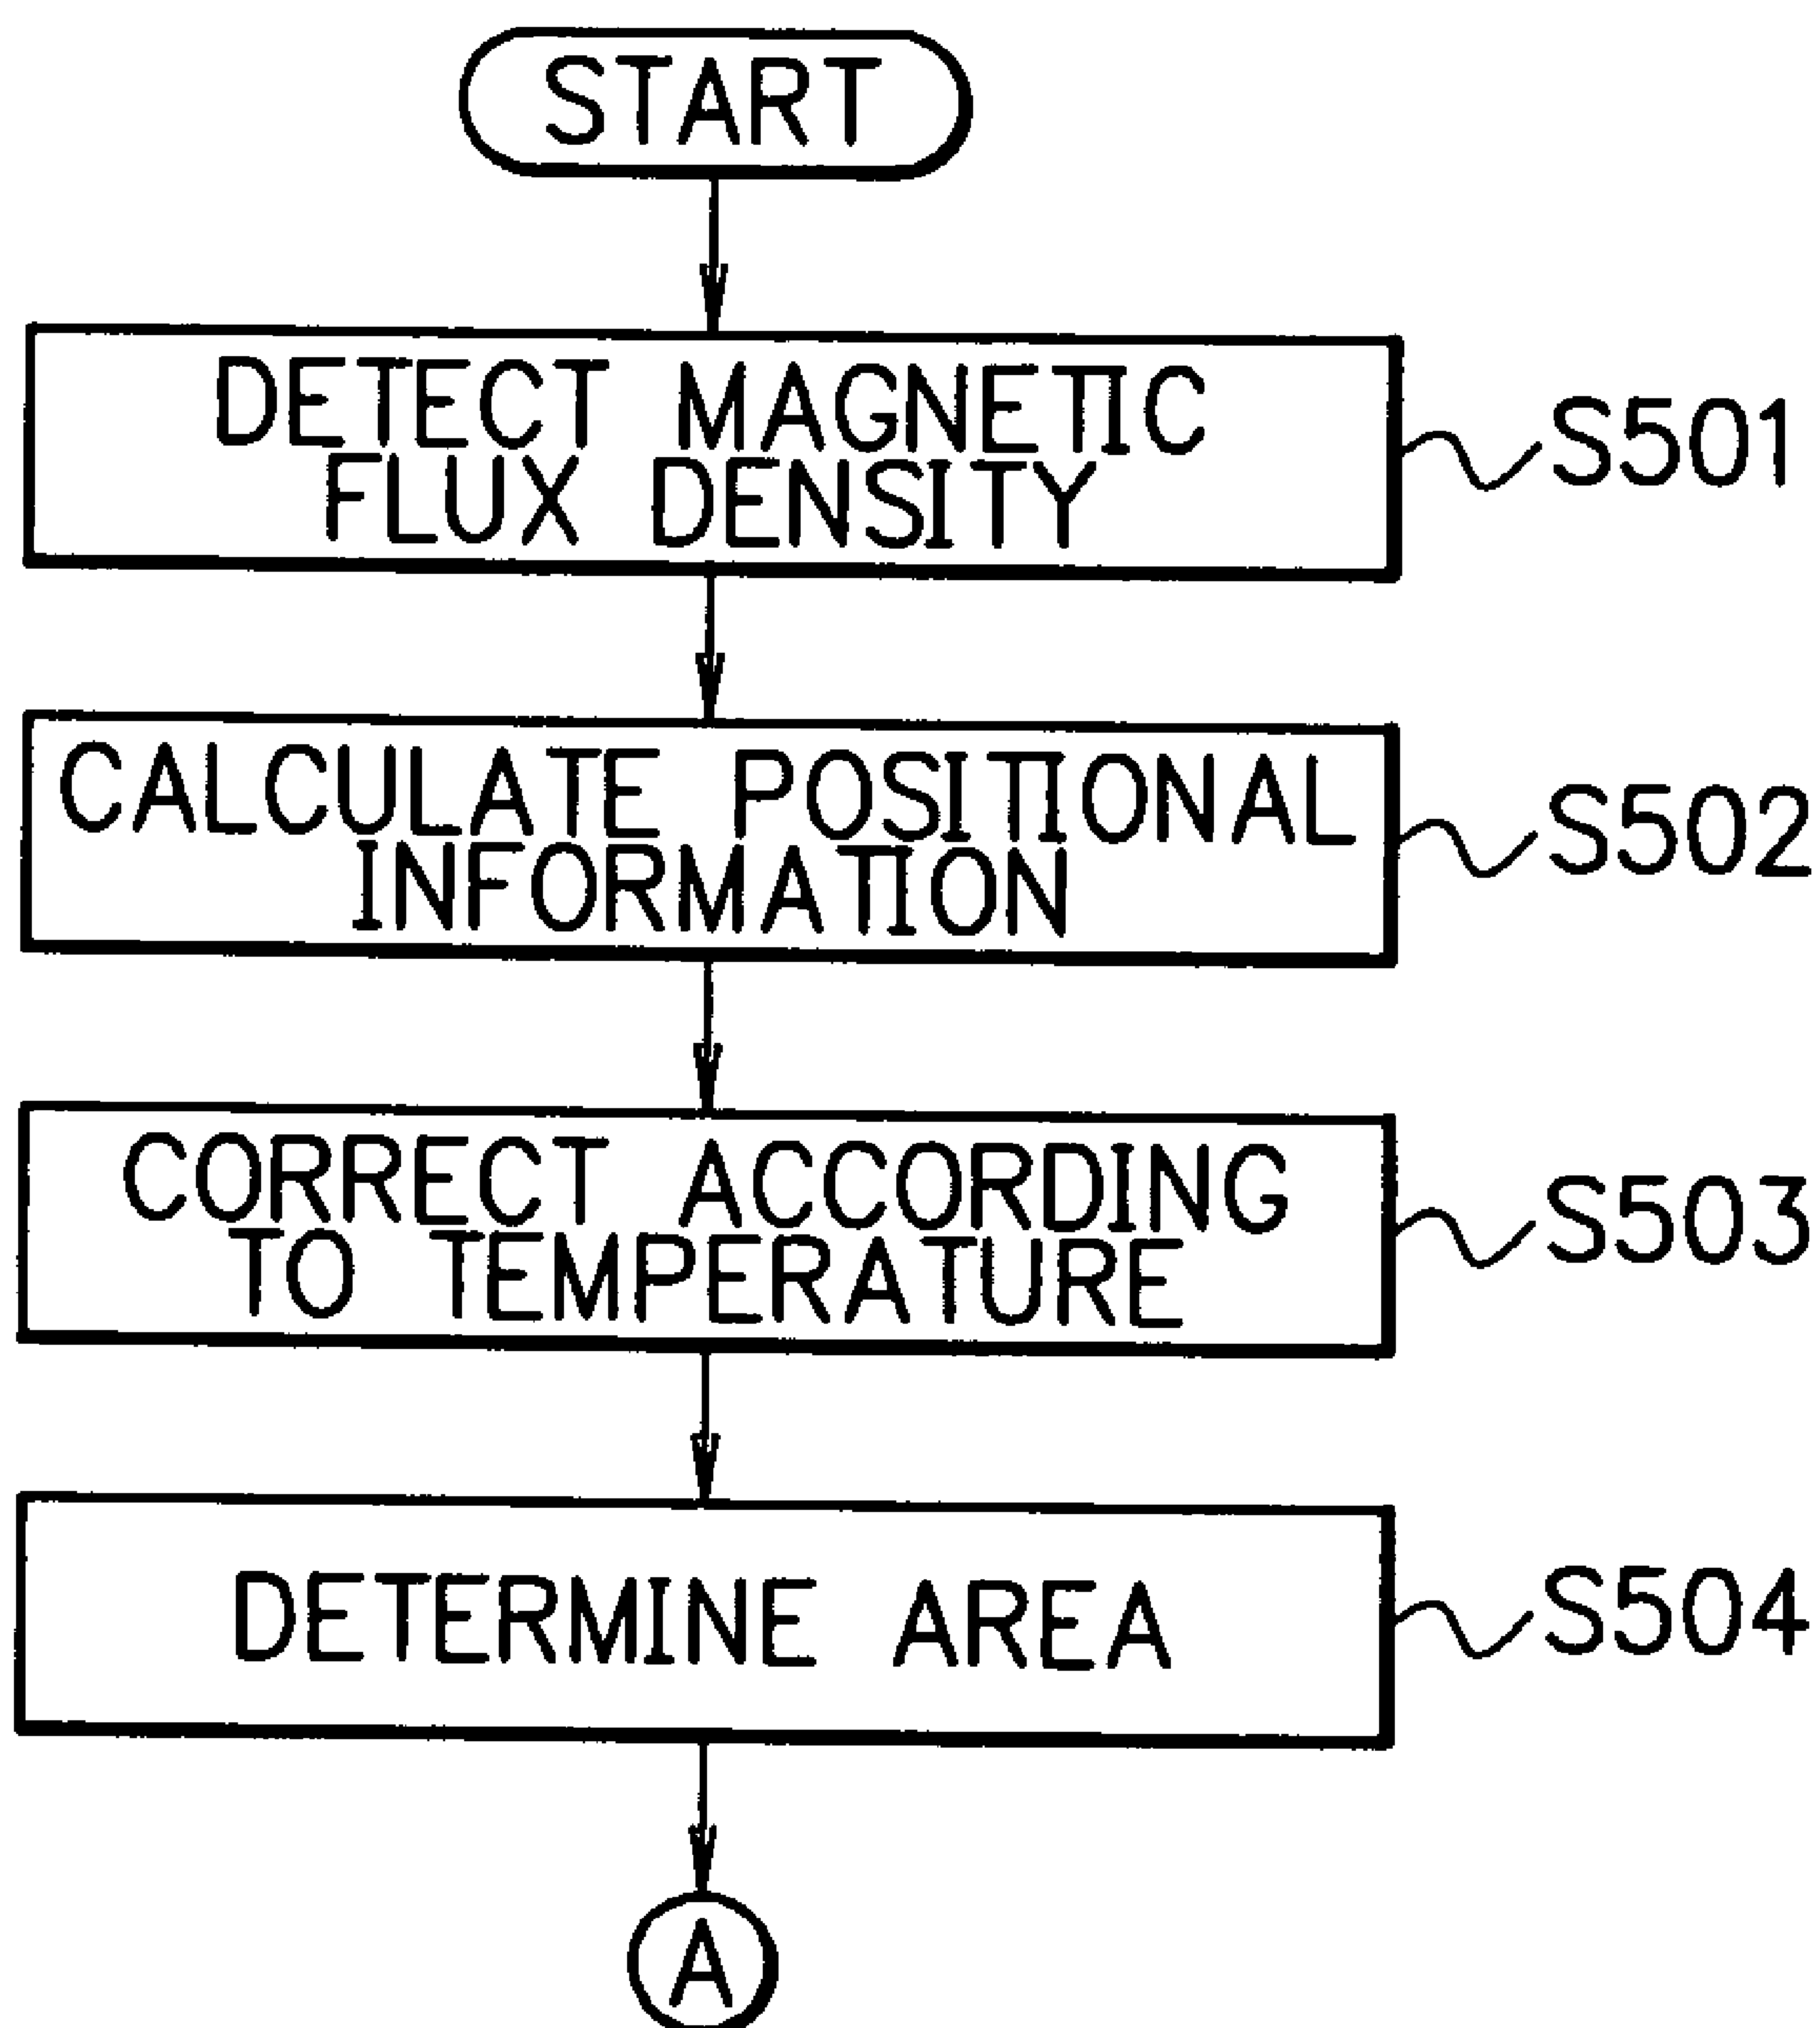 START
DETECT MAGNETIC
FLUX DENSITY
S501
CALCULATE POSITIONAL
INFORMATION
S502
CORRECT ACCORDING
TO TEMPERATURE
S503
DETERMINE AREA
S504
A